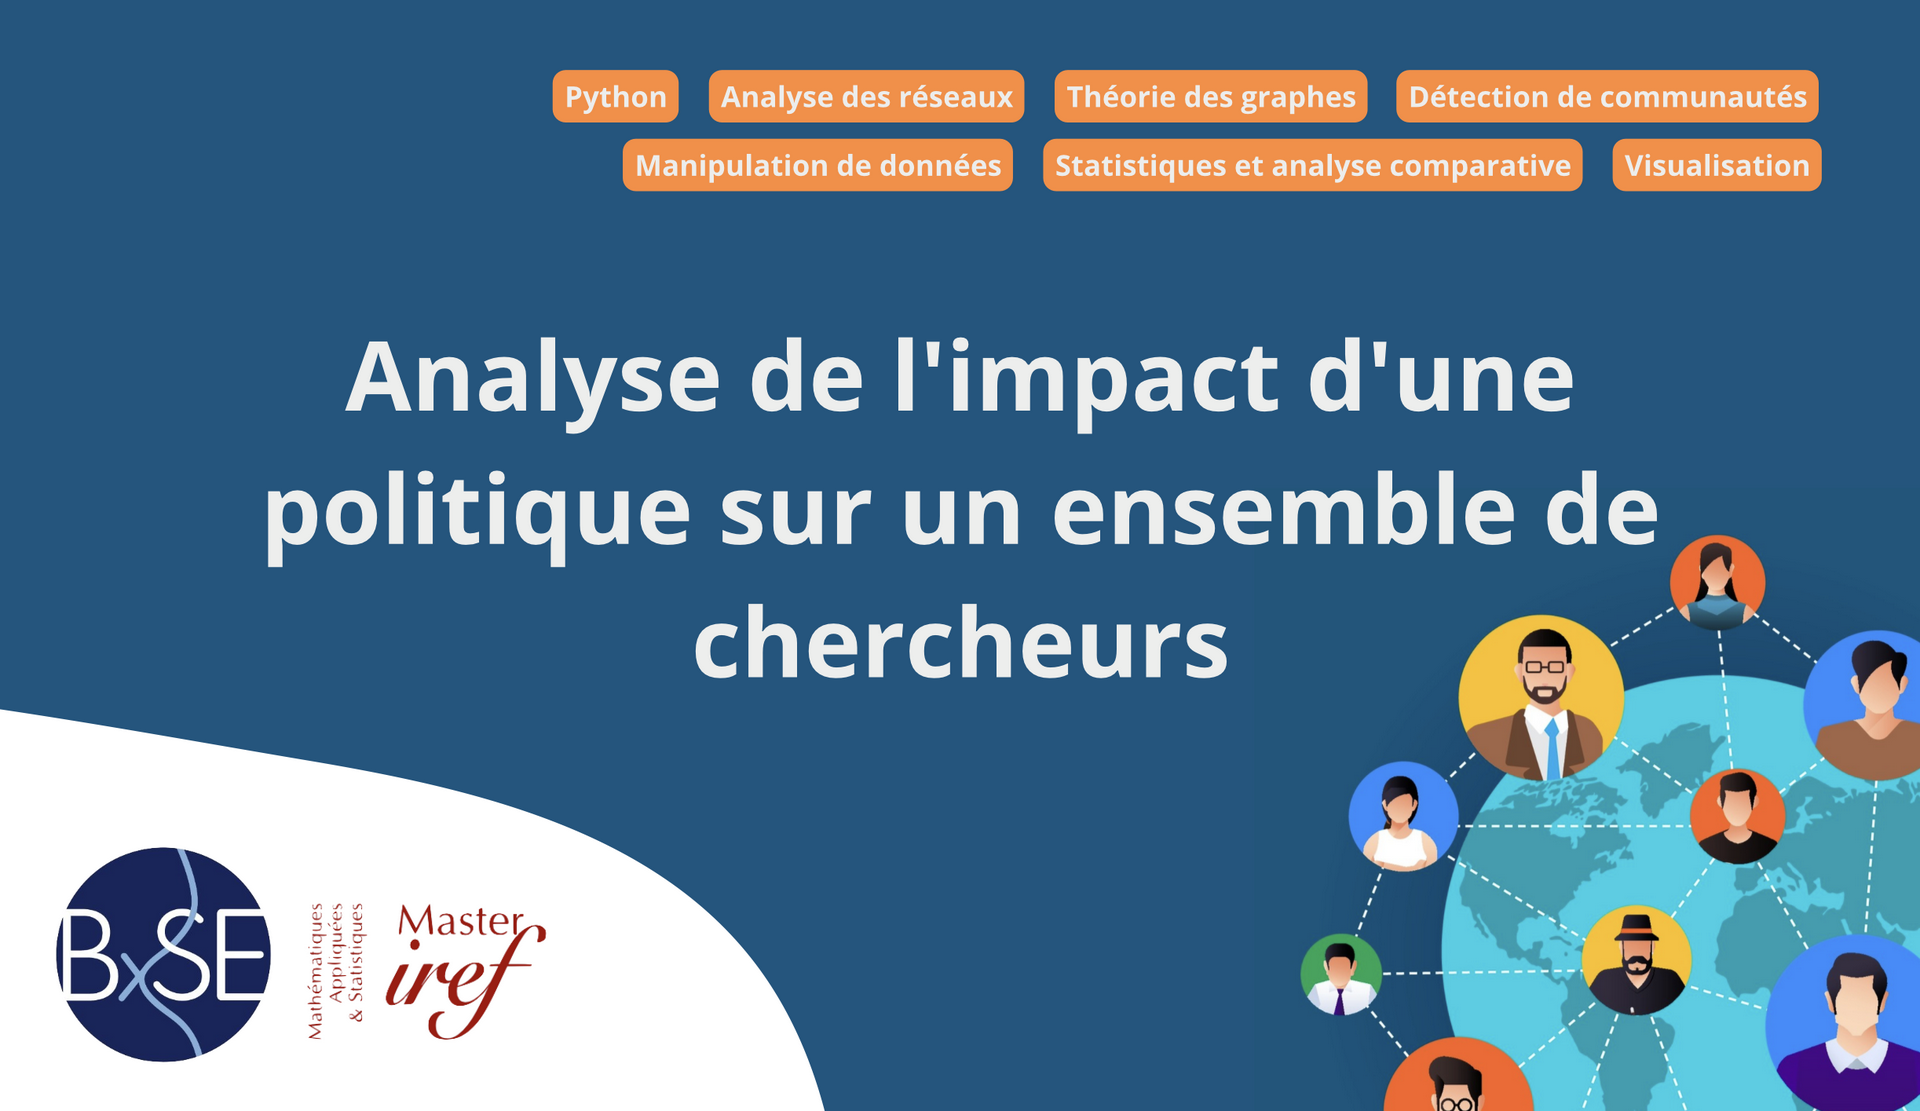 Python Analyse des réseaux Théorie des graphes Détection de communautés
Manipulation de données Statistiques et analyse comparative Visualisation
Analyse de l'impact d'une
politique sur un ensemble de
chercheurs
BxSE
Mathématiques
Appliquées
& Statistiques
Master
iref